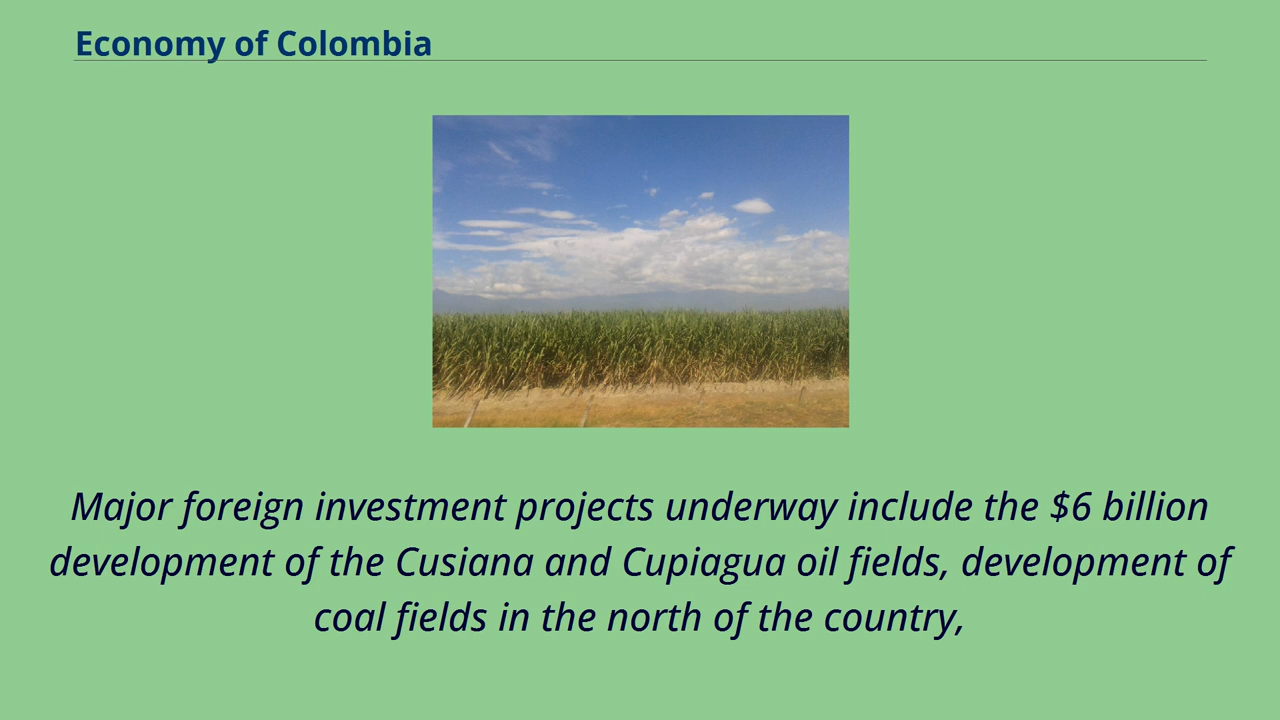 Economy of Colombia
Major foreign investment projects underway include the $6 billion
development of the Cusiana and Cupiagua oil fields, development of
coal fields in the north of the country,